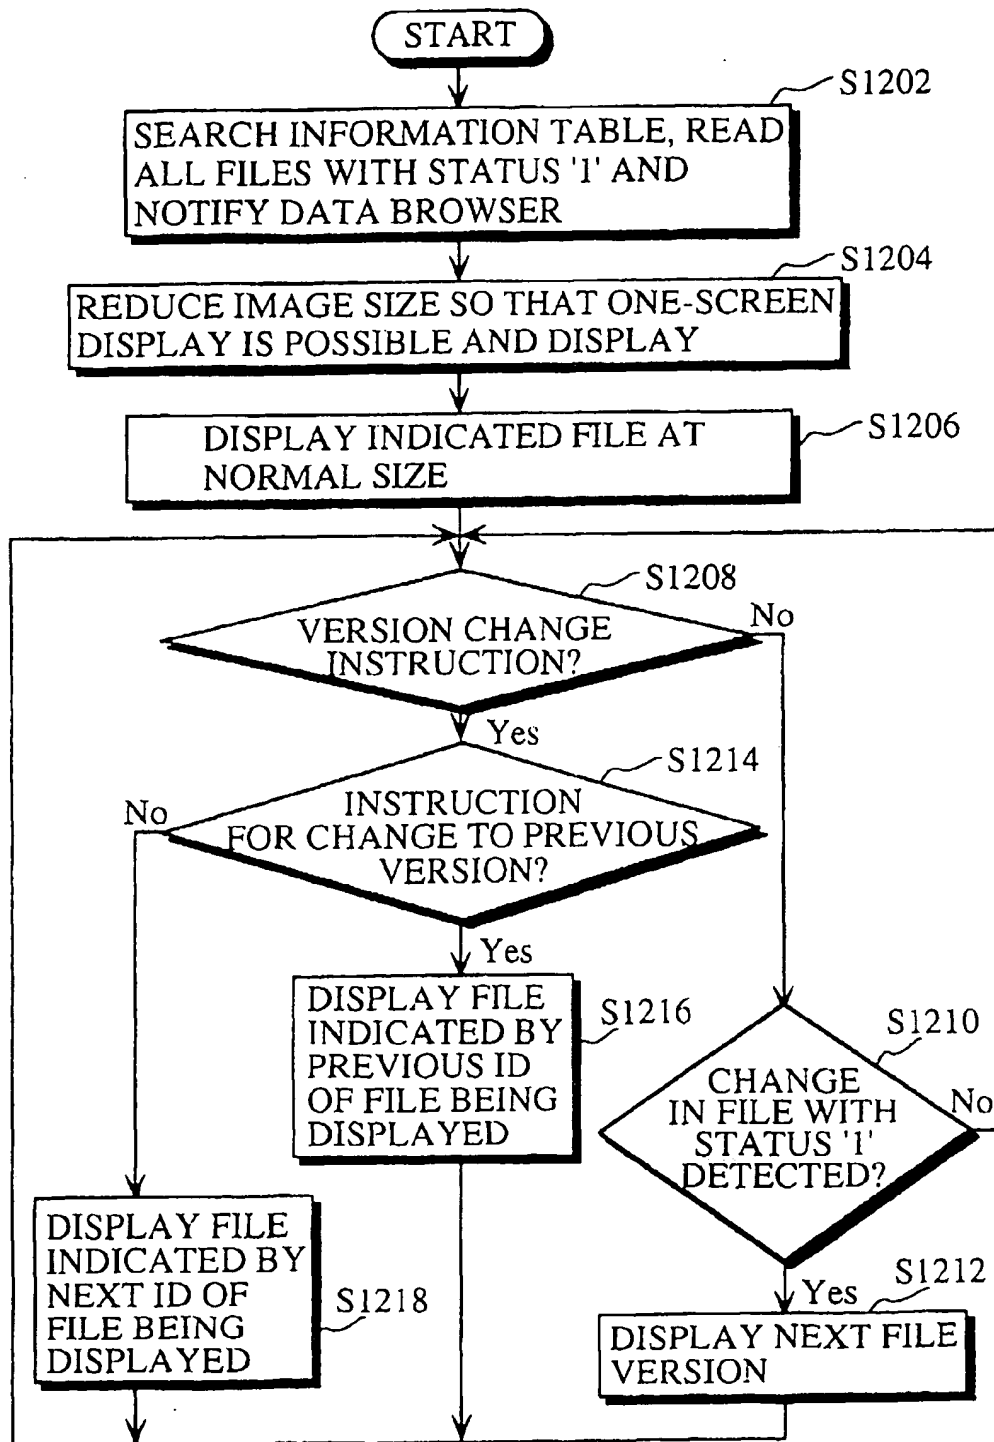 START
S1202
SEARCH INFORMATION TABLE, READ
ALL FILES WITH STATUS '1' AND
NOTIFY DATA BROWSER
S1204
REDUCE IMAGE SIZE SO THAT ONE-SCREEN
DISPLAY IS POSSIBLE AND DISPLAY
S1206
DISPLAY INDICATED FILE AT
NORMAL SIZE
S1208
No
VERSION CHANGE
INSTRUCTION?
Yes
S1214
No
INSTRUCTION
FOR CHANGE TO PREVIOUS
VERSION?
Yes
DISPLAY FILE
INDICATED BY
PREVIOUS ID
OF FILE BEING
DISPLAYED
S1216
S1210
CHANGE
IN FILE WITH
STATUS '1'
DETECTED?
No
DISPLAY FILE
INDICATED BY
NEXT ID OF
FILE BEING
DISPLAYED
S1218
Yes
S1212
DISPLAY NEXT FILE
VERSION